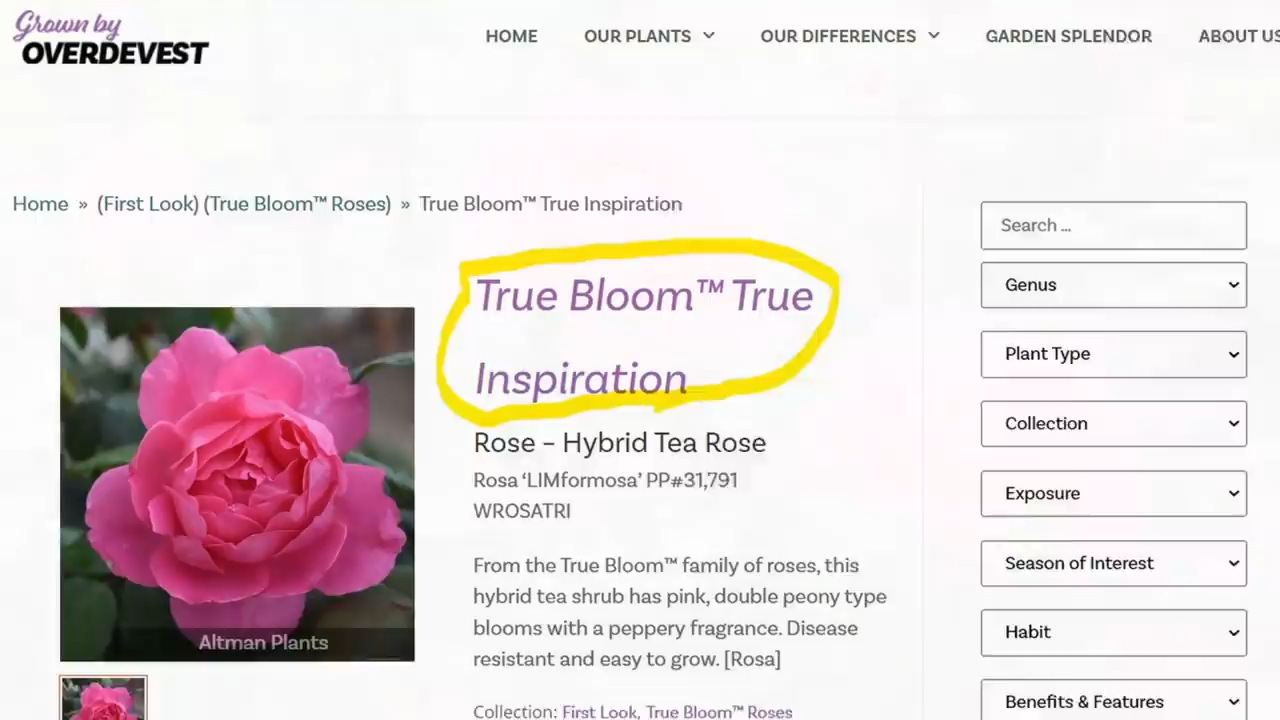 Grown by
OVERDEVEST
HOME OUR PLANTS OUR DIFFERENCES GARDEN SPLENDOR ABOUT US
Home » (First Look) (True Bloom™ Roses) » True Bloom™ True Inspiration
True Bloom™ True
Inspiration
Rose – Hybrid Tea Rose
Rosa ‘LIMformosa’ PP#31,791
WROSATRI
From the True Bloom™ family of roses, this
hybrid tea shrub has pink, double peony type
blooms with a peppery fragrance. Disease
resistant and easy to grow. [Rosa]
Collection: First Look, True Bloom™ Roses
Altman Plants
Search ...
Genus
Plant Type
Collection
Exposure
Season of Interest
Habit
Benefits & Features